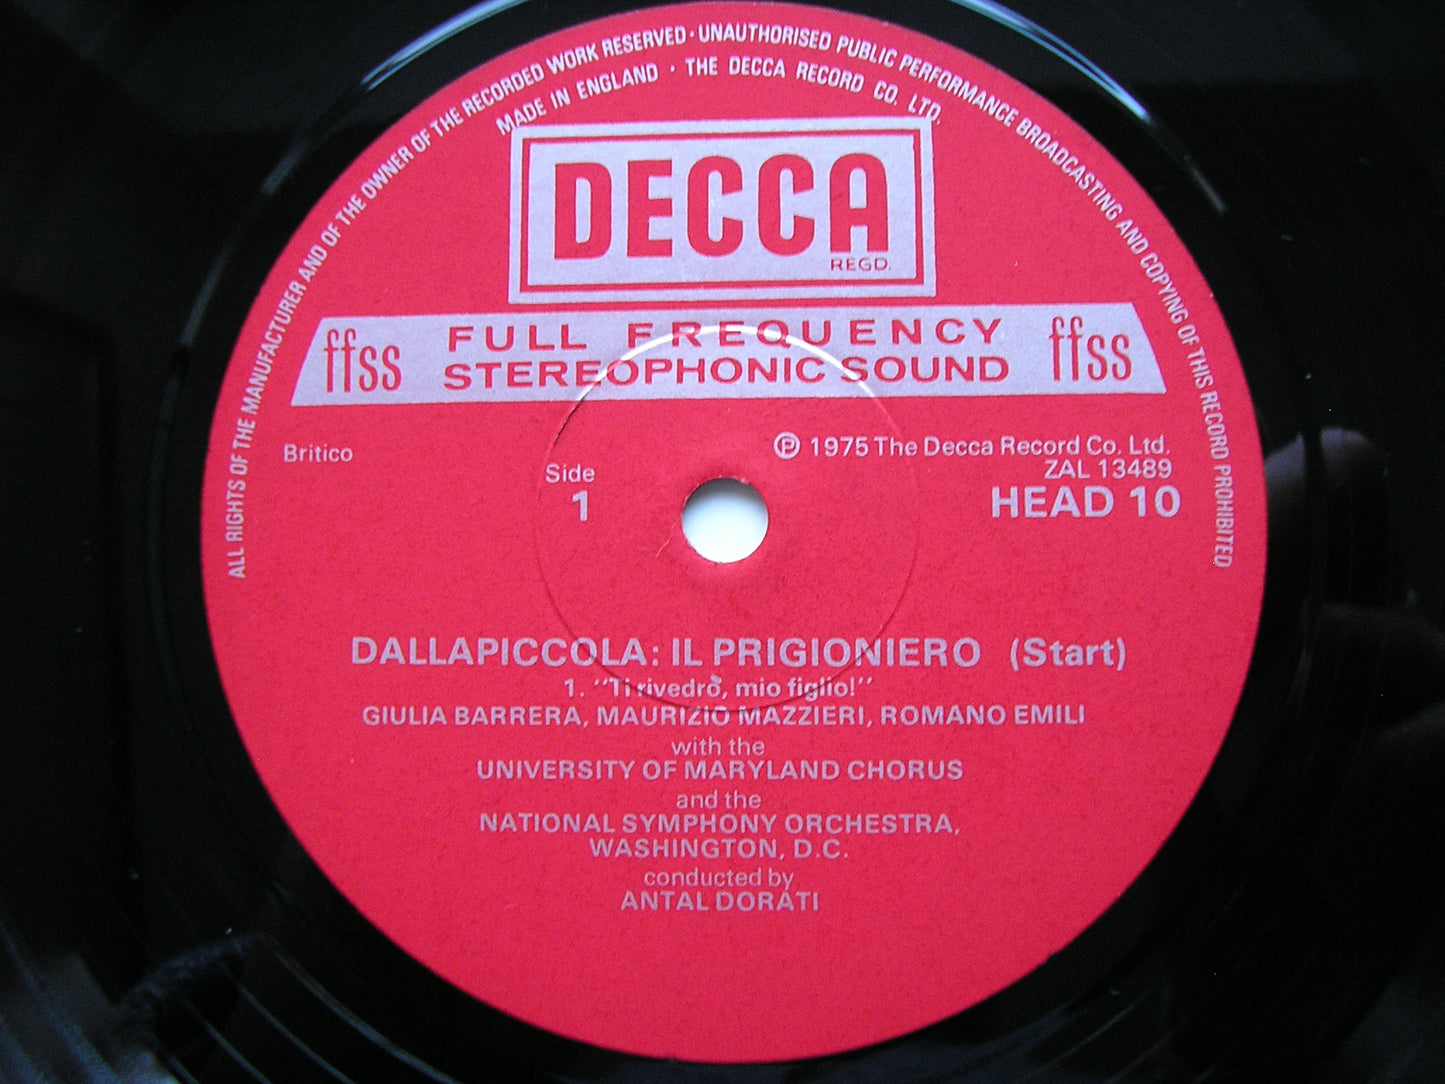 ALL RIGHTS OF THE MANUFACTURER AND OF THE OWNER OF THE RECORDED WORK RESERVED · UNAUTHORISED PUBLIC PERFORMANCE BROADCASTING AND COPYING OF THIS RECORD PROHIBITED
MADE IN ENGLAND · THE DECCA RECORD CO. LTD.
DECCA
REGD.
ffss FULL FREQUENCY ffss
STEREOPHONIC SOUND
Britico
℗ 1975 The Decca Record Co. Ltd.
Side
ZAL 13489
1
HEAD 10
DALLAPICCOLA: IL PRIGIONIERO (Start)
1. "Ti rivedrò, mio figlio!"
GIULIA BARRERA, MAURIZIO MAZZIERI, ROMANO EMILI
with the
UNIVERSITY OF MARYLAND CHORUS
and the
NATIONAL SYMPHONY ORCHESTRA,
WASHINGTON, D.C.
conducted by
ANTAL DORATI